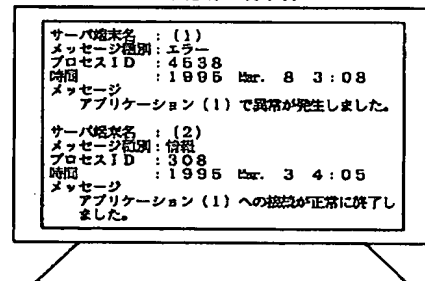 サーバ端末名 : (1)
メッセージ種別 : エラー
プロセスID : 4638
時間 : 1995 Mar. 8 3:08
メッセージ
アプリケーション(1)で異常が発生しました。
サーバ端末名 : (2)
メッセージ種別 : 情報
プロセスID : 308
時間 : 1995 Mar. 3 4:05
メッセージ
アプリケーション(1)への接続が正常に終了し
ました。